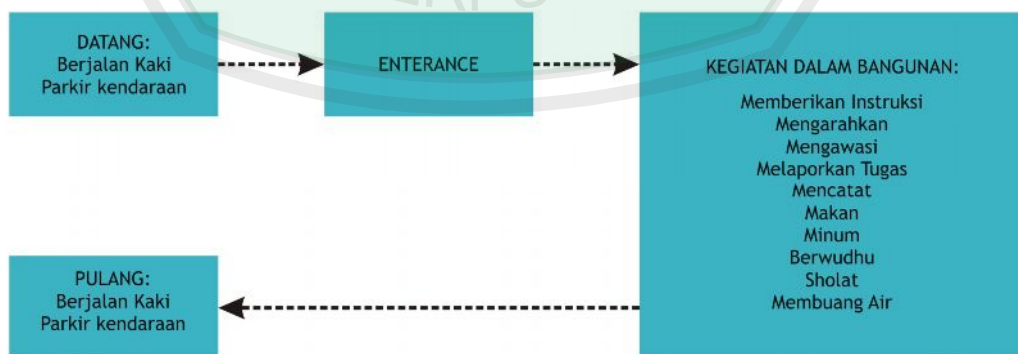 DATANG:
Berjalan Kaki
Parkir kendaraan
ENTERANCE
KEGIATAN DALAM BANGUNAN:
Memberikan Instruksi
Mengarahkan
Mengawasi
Melaporkan Tugas
Mencatat
Makan
Minum
Berwudhu
Sholat
Membuang Air
PULANG:
Berjalan Kaki
Parkir kendaraan